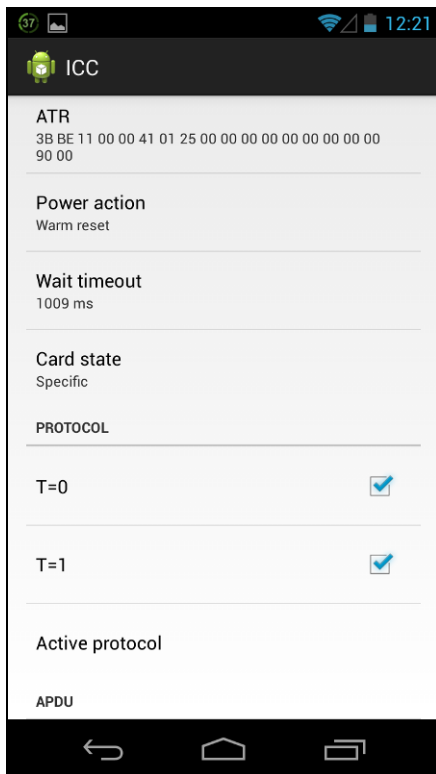 37
12:21
ICC
ATR
3B BE 11 00 00 41 01 25 00 00 00 00 00 00 00 00 00
90 00
Power action
Warm reset
Wait timeout
1009 ms
Card state
Specific
PROTOCOL
T=0
T=1
Active protocol
APDU